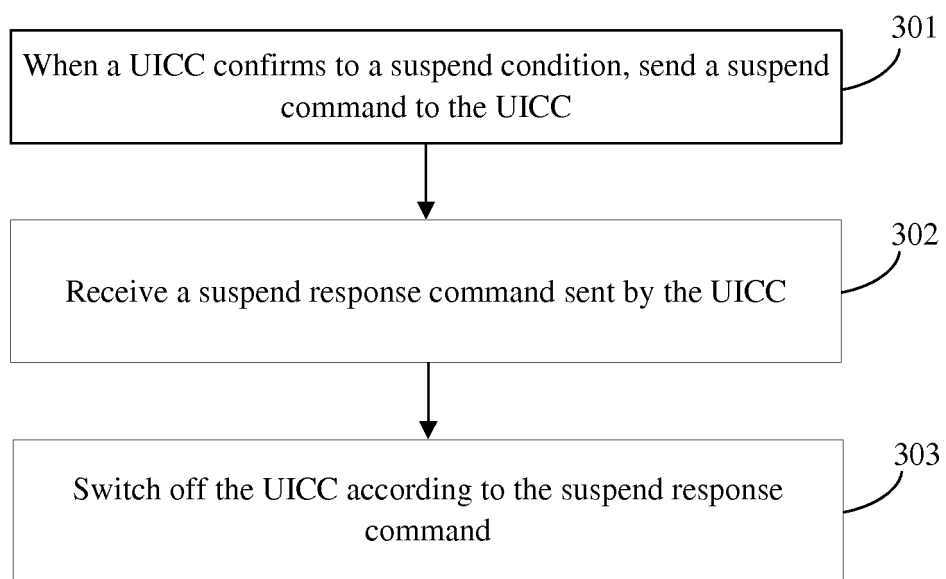 301
When a UICC confirms to a suspend condition, send a suspend
command to the UICC
302
Receive a suspend response command sent by the UICC
303
Switch off the UICC according to the suspend response
command